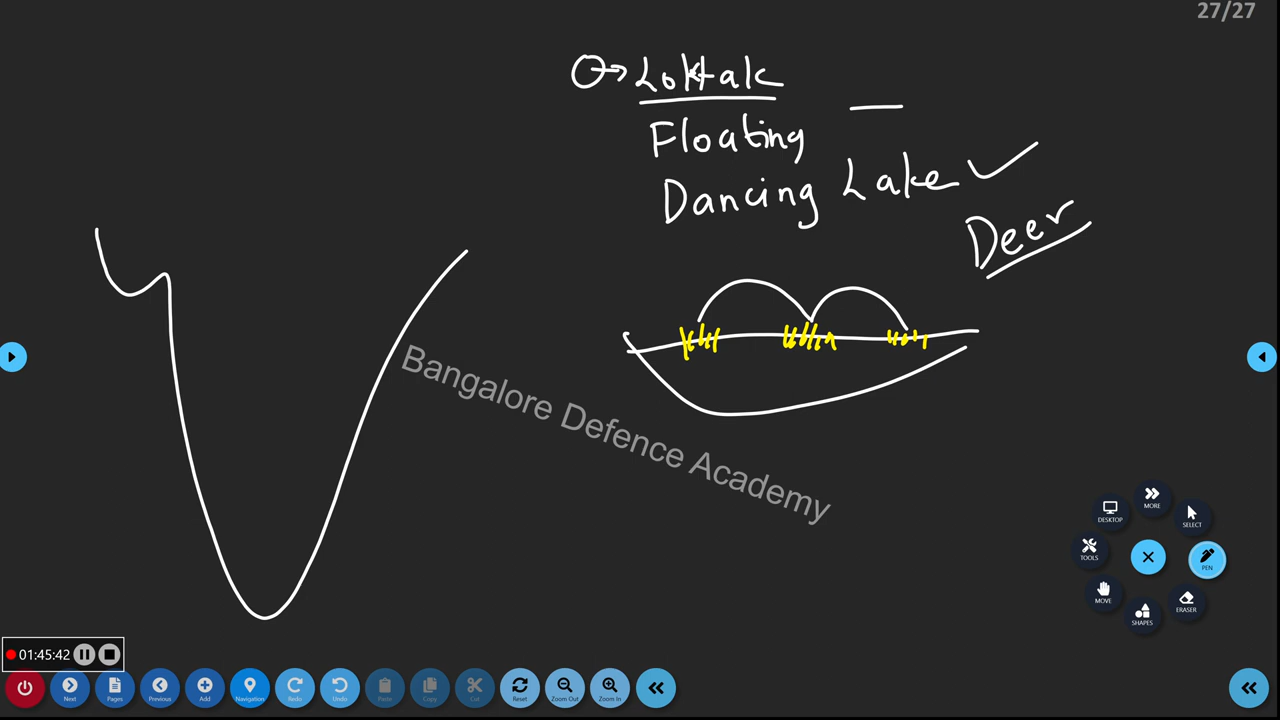 27/27
Loktak
Floating
Dancing Lake
Deer
Bangalore Defence Academy
MORE
DESKTOP
SELECT
TOOLS
PEN
MOVE
ERASER
SHAPES
01:45:42
Next
Pages
Previous
Add
Navigation
Redo
Undo
Paste
Copy
Cut
Reset
Zoom Out
Zoom In